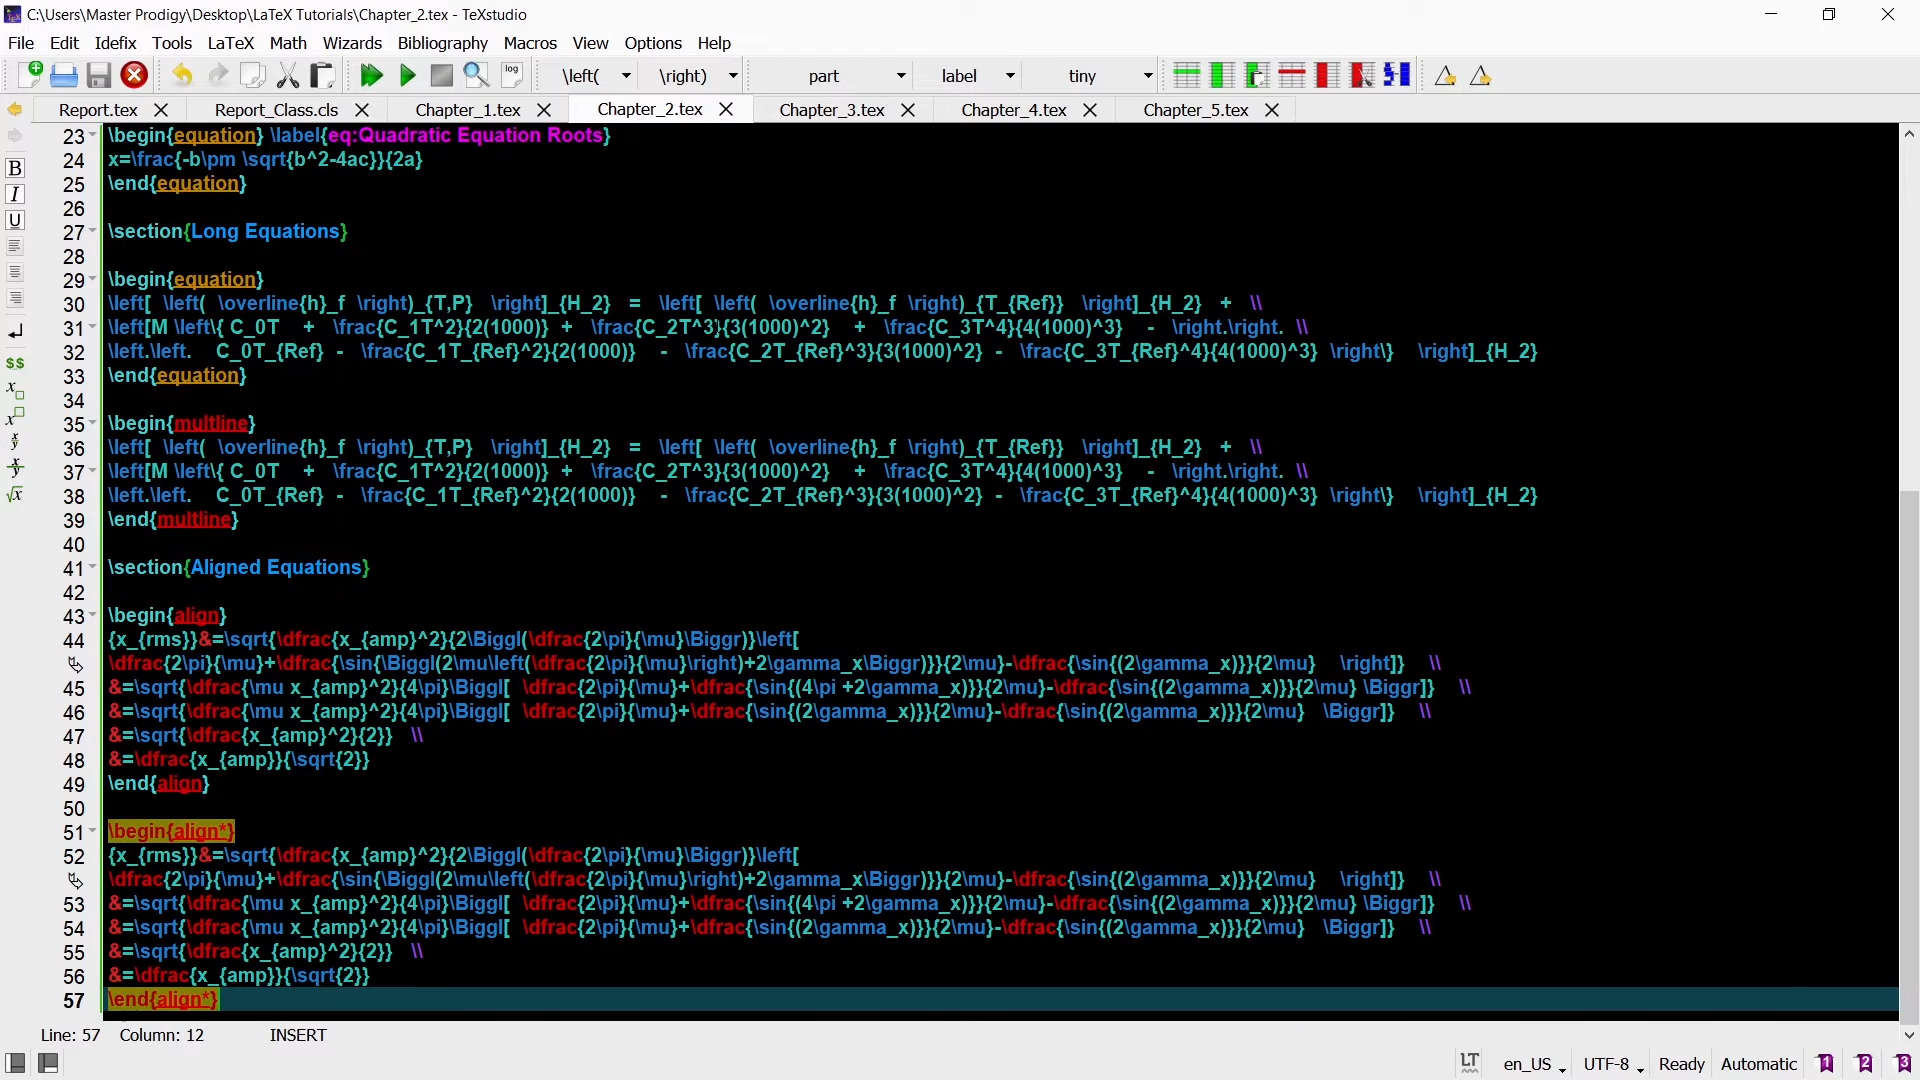 C:\Users\Master Prodigy\Desktop\LaTeX Tutorials\Chapter_2.tex - TeXstudio
File Edit Idefix Tools LaTeX Math Wizards Bibliography Macros View Options Help
log \left( \right) part label tiny
Report.tex Report_Class.cls Chapter_1.tex Chapter_2.tex Chapter_3.tex Chapter_4.tex Chapter_5.tex
23 \begin{equation} \label{eq:Quadratic Equation Roots}
24 x=\frac{-b\pm \sqrt{b^2-4ac}}{2a}
25 \end{equation}
26
27 \section{Long Equations}
28
29 \begin{equation}
30 \left[ \left( \overline{h}_f \right)_{T,P} \right]_{H_2} = \left[ \left( \overline{h}_f \right)_{T_{Ref}} \right]_{H_2} + \\
31 \left[M \left\{ C_0T + \frac{C_1T^2}{2(1000)} + \frac{C_2T^3}{3(1000)^2} + \frac{C_3T^4}{4(1000)^3} - \right.\right. \\
32 \left.\left. C_0T_{Ref} - \frac{C_1T_{Ref}^2}{2(1000)} - \frac{C_2T_{Ref}^3}{3(1000)^2} - \frac{C_3T_{Ref}^4}{4(1000)^3} \right\} \right]_{H_2}
33 \end{equation}
34
35 \begin{multline}
36 \left[ \left( \overline{h}_f \right)_{T,P} \right]_{H_2} = \left[ \left( \overline{h}_f \right)_{T_{Ref}} \right]_{H_2} + \\
37 \left[M \left\{ C_0T + \frac{C_1T^2}{2(1000)} + \frac{C_2T^3}{3(1000)^2} + \frac{C_3T^4}{4(1000)^3} - \right.\right. \\
38 \left.\left. C_0T_{Ref} - \frac{C_1T_{Ref}^2}{2(1000)} - \frac{C_2T_{Ref}^3}{3(1000)^2} - \frac{C_3T_{Ref}^4}{4(1000)^3} \right\} \right]_{H_2}
39 \end{multline}
40
41 \section{Aligned Equations}
42
43 \begin{align}
44 {x_{rms}}&=\sqrt{\dfrac{x_{amp}^2}{2\Biggl(\dfrac{2\pi}{\mu}\Biggr)}\left[
\dfrac{2\pi}{\mu}+\dfrac{\sin{\Biggl(2\mu\left(\dfrac{2\pi}{\mu}\right)+2\gamma_x\Biggr)}}{2\mu}-\dfrac{\sin{(2\gamma_x)}}{2\mu} \right]} \\
45 &=\sqrt{\dfrac{\mu x_{amp}^2}{4\pi}\Biggl[ \dfrac{2\pi}{\mu}+\dfrac{\sin{(4\pi +2\gamma_x)}}{2\mu}-\dfrac{\sin{(2\gamma_x)}}{2\mu} \Biggr]} \\
46 &=\sqrt{\dfrac{\mu x_{amp}^2}{4\pi}\Biggl[ \dfrac{2\pi}{\mu}+\dfrac{\sin{(2\gamma_x)}}{2\mu}-\dfrac{\sin{(2\gamma_x)}}{2\mu} \Biggr]} \\
47 &=\sqrt{\dfrac{x_{amp}^2}{2}} \\
48 &=\dfrac{x_{amp}}{\sqrt{2}}
49 \end{align}
50
51 \begin{align*}
52 {x_{rms}}&=\sqrt{\dfrac{x_{amp}^2}{2\Biggl(\dfrac{2\pi}{\mu}\Biggr)}\left[
\dfrac{2\pi}{\mu}+\dfrac{\sin{\Biggl(2\mu\left(\dfrac{2\pi}{\mu}\right)+2\gamma_x\Biggr)}}{2\mu}-\dfrac{\sin{(2\gamma_x)}}{2\mu} \right]} \\
53 &=\sqrt{\dfrac{\mu x_{amp}^2}{4\pi}\Biggl[ \dfrac{2\pi}{\mu}+\dfrac{\sin{(4\pi +2\gamma_x)}}{2\mu}-\dfrac{\sin{(2\gamma_x)}}{2\mu} \Biggr]} \\
54 &=\sqrt{\dfrac{\mu x_{amp}^2}{4\pi}\Biggl[ \dfrac{2\pi}{\mu}+\dfrac{\sin{(2\gamma_x)}}{2\mu}-\dfrac{\sin{(2\gamma_x)}}{2\mu} \Biggr]} \\
55 &=\sqrt{\dfrac{x_{amp}^2}{2}} \\
56 &=\dfrac{x_{amp}}{\sqrt{2}}
57 \end{align*}
Line: 57 Column: 12 INSERT
LT en_US UTF-8 Ready Automatic 1 2 3